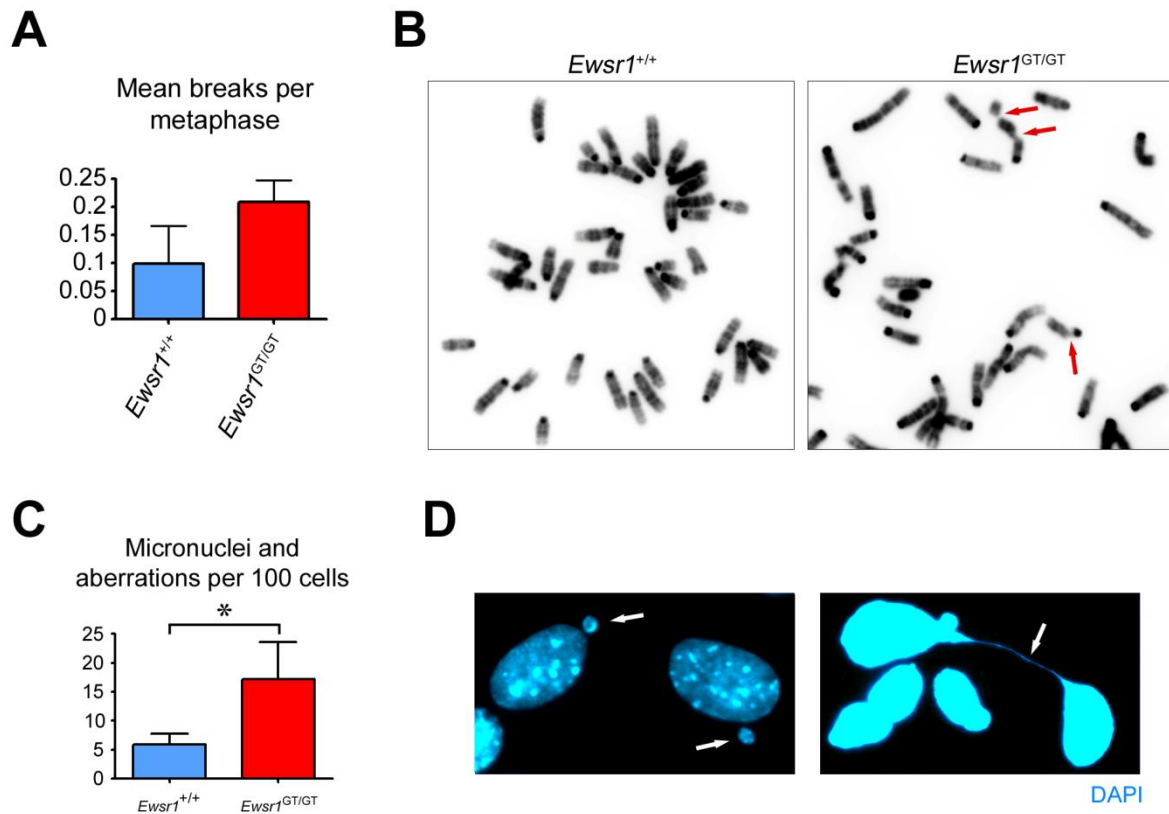 A
Mean breaks per
metaphase
0.25
0.2
0.15
0.1
0.05
0
Ewsr1+/+
Ewsr1GT/GT
B
Ewsr1+/+
Ewsr1GT/GT
C
Micronuclei and
aberrations per 100 cells
*
25
20
15
10
5
0
Ewsr1+/+
Ewsr1GT/GT
D
DAPI